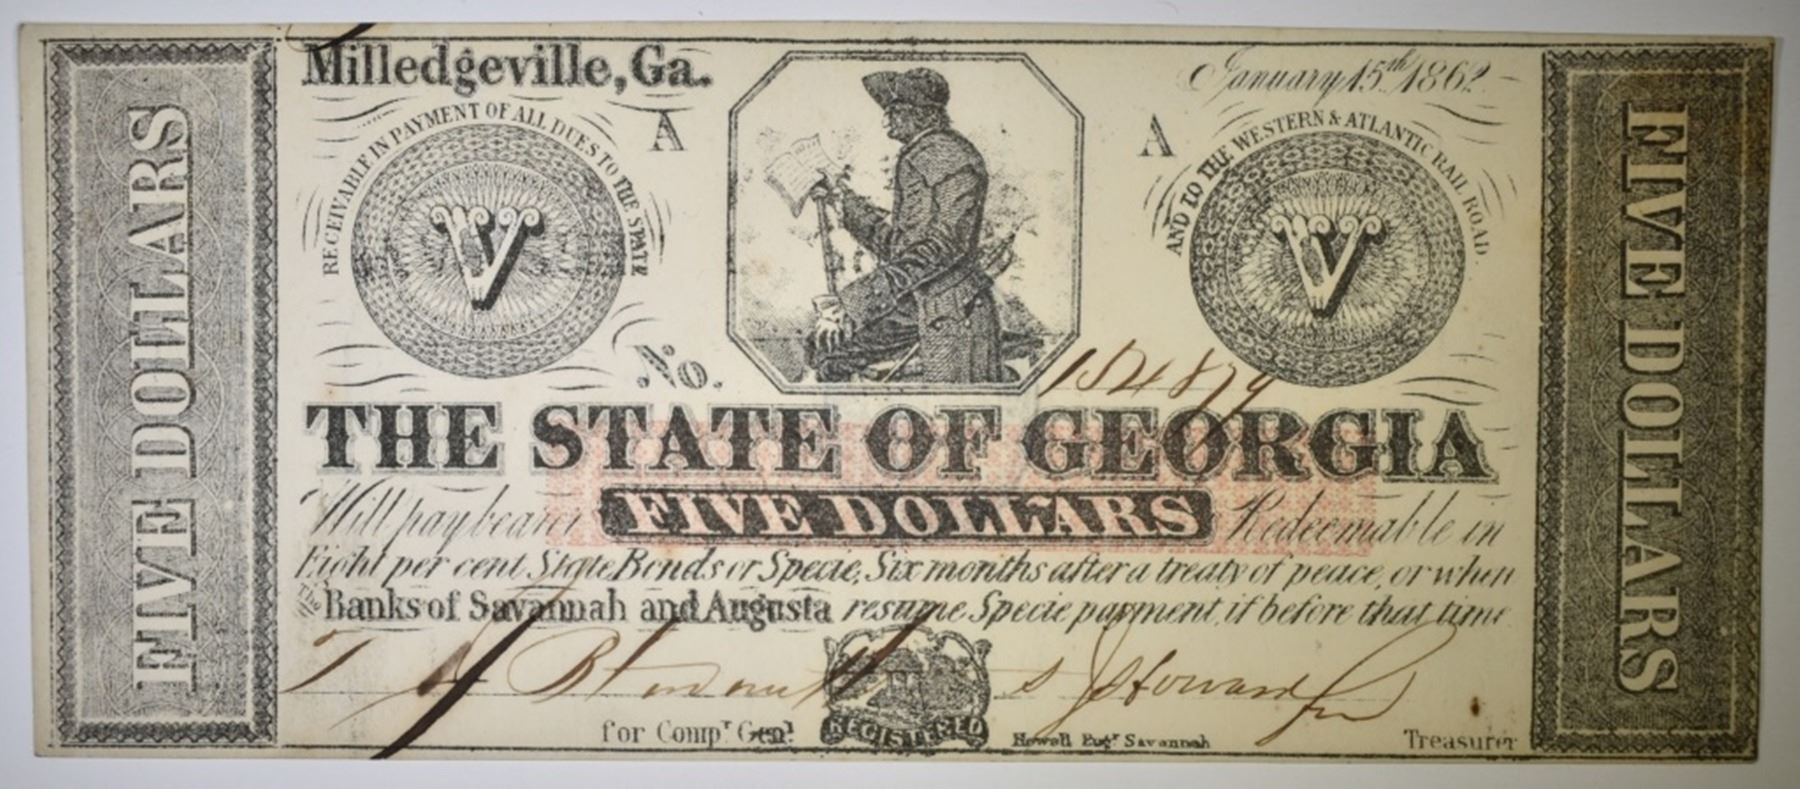 Milledgeville, Ga.
January 15th 1862
FIVE DOLLARS
RECEIVABLE IN PAYMENT OF ALL DUES TO THE STATE
V
A
A
AND TO THE WESTERN & ATLANTIC RAIL ROAD.
V
FIVE DOLLARS
No. 
THE STATE OF GEORGIA
Will pay bearer FIVE DOLLARS Redeemable in
Eight per cent State Bonds or Specie, Six months after a treaty of peace, or when
The Banks of Savannah and Augusta resume Specie payment, if before that time
for Compr Genl
REGISTERED
Howell Engr Savannah
Treasurer